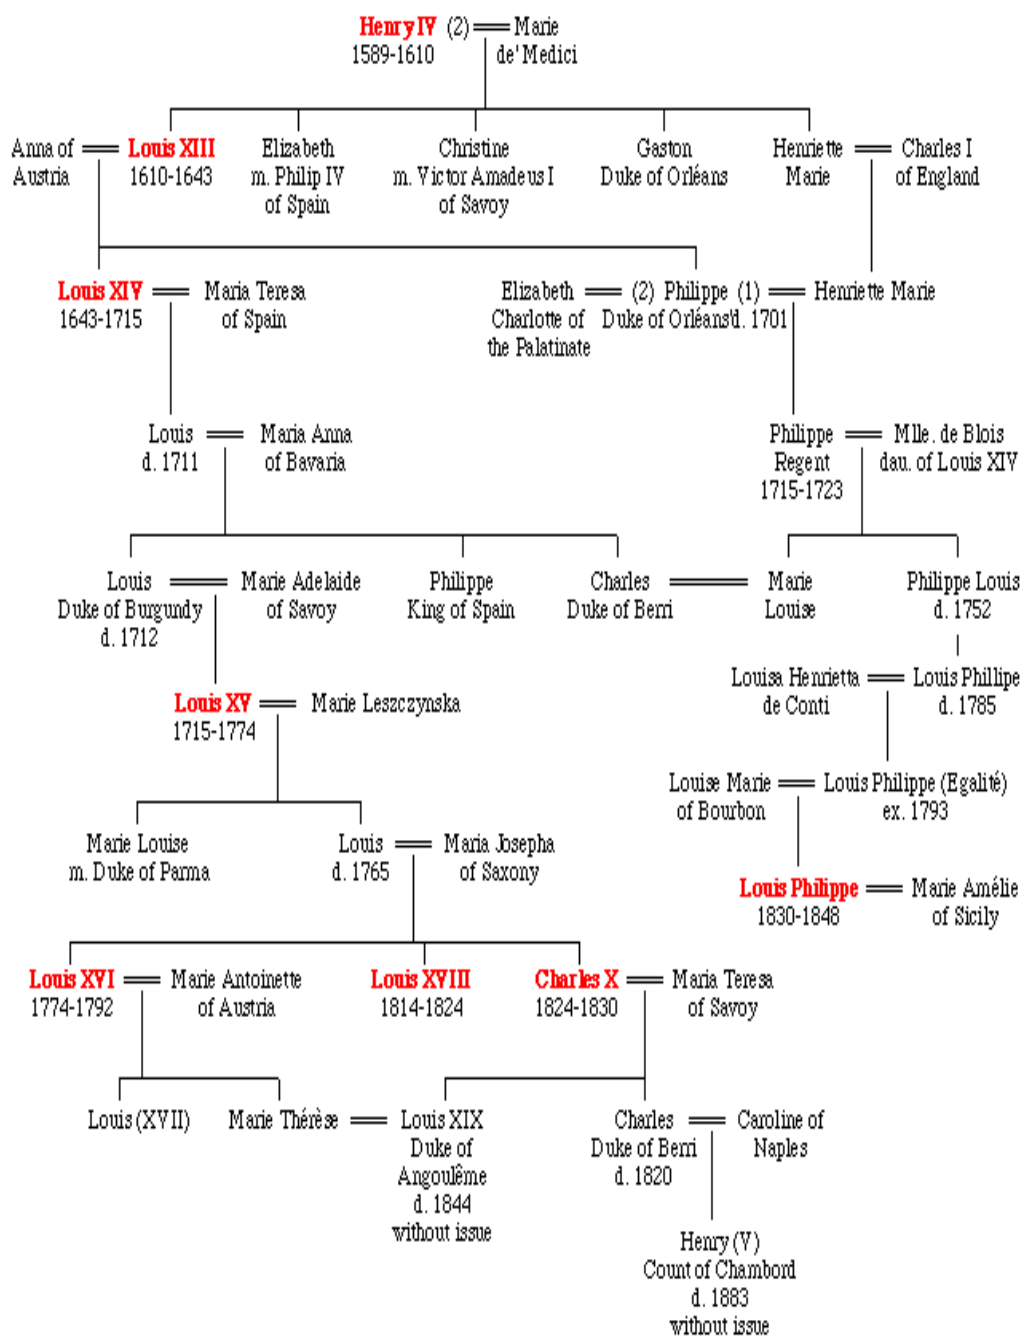 Henry IV (2) Marie
1589-1610 de' Medici
Anna of Louis XIII Elizabeth Christine Gaston Henriette Charles I
Austria 1610-1643 m. Philip IV m. Victor Amadeus I Duke of Orléans Marie of England
of Spain of Savoy
Louis XIV Maria Teresa Elizabeth (2) Philippe (1) Henriette Marie
1643-1715 of Spain Charlotte of Duke of Orléans'd. 1701
the Palatinate
Louis Maria Anna Philippe Mlle. de Blois
d. 1711 of Bavaria Regent dau. of Louis XIV
1715-1723
Louis Marie Adelaide Philippe Charles Marie Philippe Louis
Duke of Burgundy of Savoy King of Spain Duke of Berri Louise d. 1752
d. 1712
Louisa Henrietta Louis Phillipe
de Conti d. 1785
Louis XV Marie Leszczynska
1715-1774
Louise Marie Louis Philippe (Egalité)
of Bourbon ex. 1793
Marie Louise Louis Maria Josepha
m. Duke of Parma d. 1765 of Saxony
Louis Philippe Marie Amélie
1830-1848 of Sicily
Louis XVI Marie Antoinette Louis XVIII Charles X Maria Teresa
1774-1792 of Austria 1814-1824 1824-1830 of Savoy
Louis (XVII) Marie Thérèse Louis XIX Charles Caroline of
Duke of Duke of Berri Naples
Angoulême d. 1820
d. 1844
without issue
Henry (V)
Count of Chambord
d. 1883
without issue